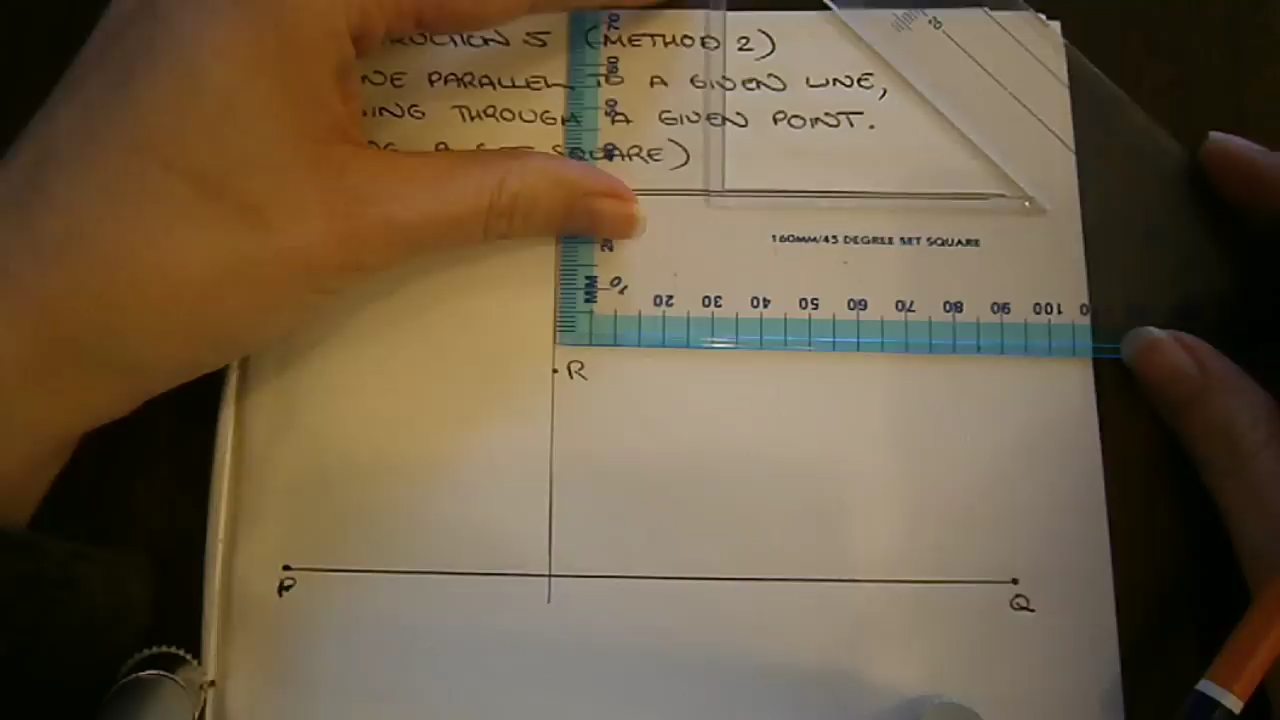 (METHOD 2)
PARALLEL TO A GIVEN LINE,
THROUGH A GIVEN POINT.
160MM/45 DEGREE SET SQUARE
MM 10 20 30 40 50 60 70 80 90 100
R
P
Q